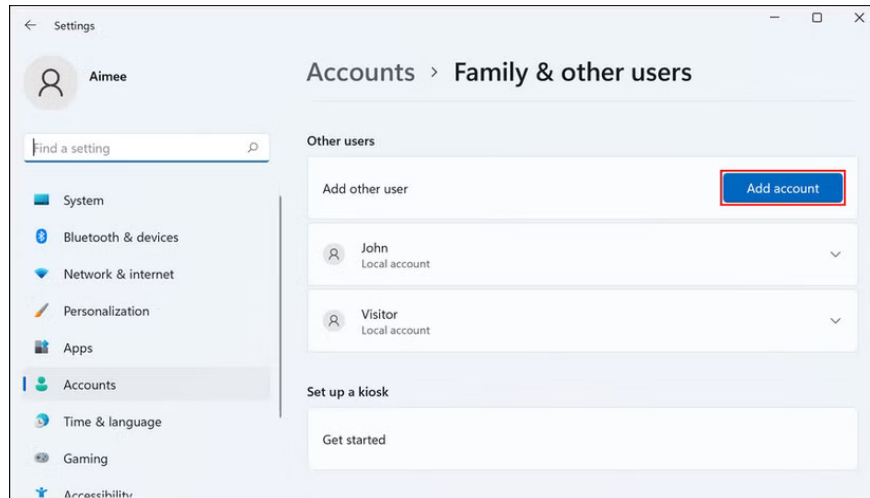 Settings
Aimee
Find a setting
System
Bluetooth & devices
Network & internet
Personalization
Apps
Accounts
Time & language
Gaming
Accessibility
Accounts > Family & other users
Other users
Add other user
Add account
John
Local account
Visitor
Local account
Set up a kiosk
Get started